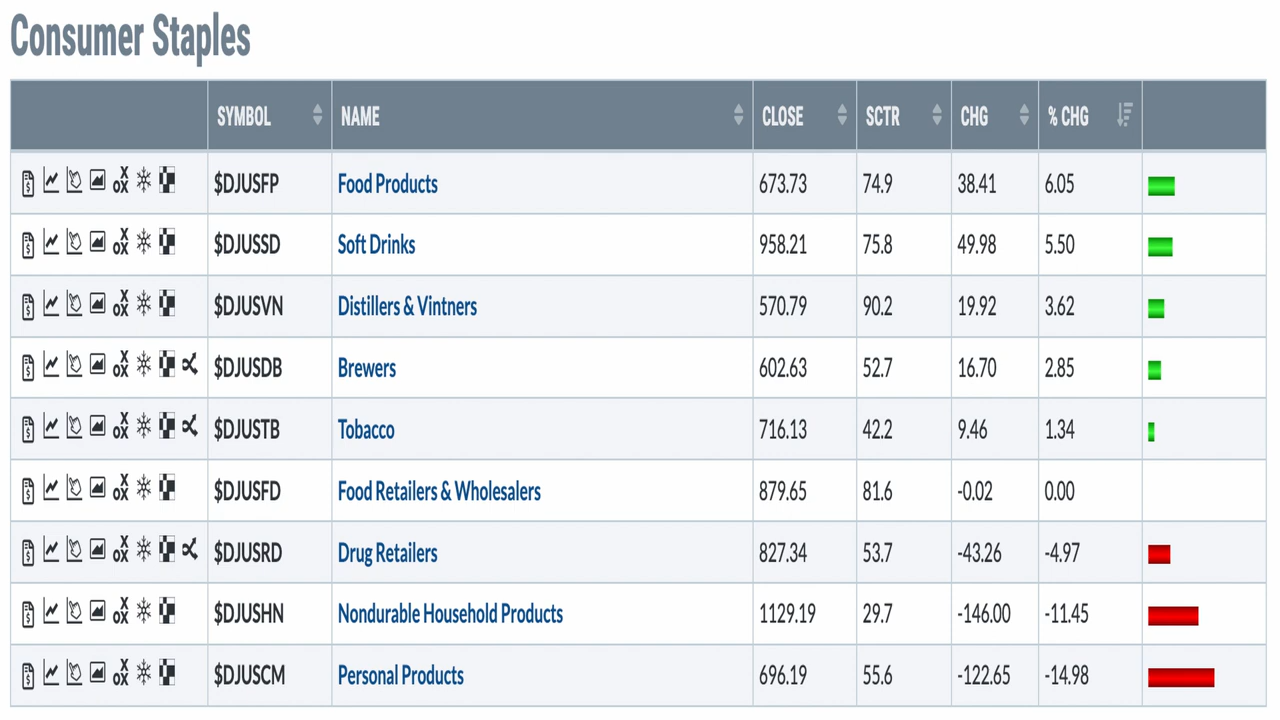 Consumer Staples
SYMBOL NAME CLOSE SCTR CHG % CHG
$DJUSFP Food Products 673.73 74.9 38.41 6.05
$DJUSSD Soft Drinks 958.21 75.8 49.98 5.50
$DJUSVN Distillers & Vintners 570.79 90.2 19.92 3.62
$DJUSDB Brewers 602.63 52.7 16.70 2.85
$DJUSTB Tobacco 716.13 42.2 9.46 1.34
$DJUSFD Food Retailers & Wholesalers 879.65 81.6 -0.02 0.00
$DJUSRD Drug Retailers 827.34 53.7 -43.26 -4.97
$DJUSHN Nondurable Household Products 1129.19 29.7 -146.00 -11.45
$DJUSCM Personal Products 696.19 55.6 -122.65 -14.98